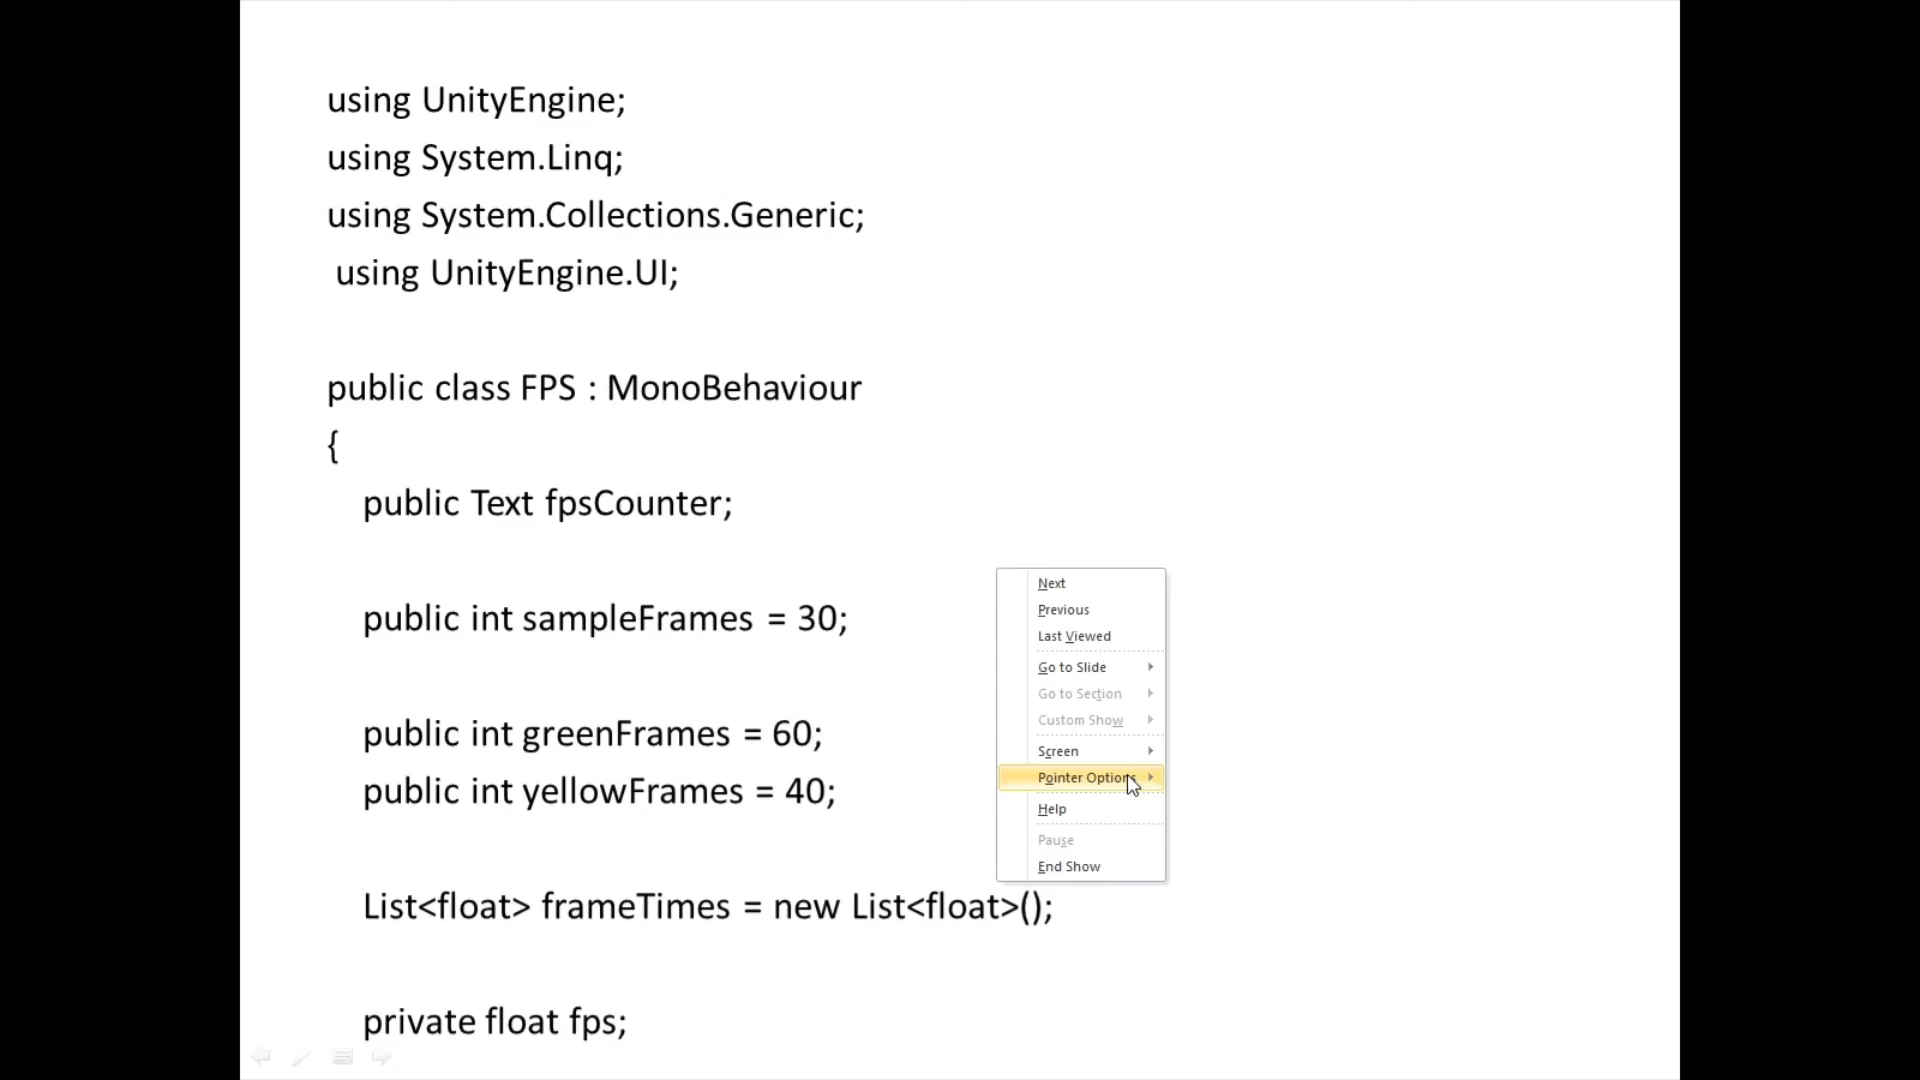 using UnityEngine;
using System.Linq;
using System.Collections.Generic;
using UnityEngine.UI;
public class FPS : MonoBehaviour
{
public Text fpsCounter;
public int sampleFrames = 30;
public int greenFrames = 60;
public int yellowFrames = 40;
List<float> frameTimes = new List<float>();
private float fps;
Next
Previous
Last Viewed
Go to Slide
Go to Section
Custom Show
Screen
Pointer Options
Help
Pause
End Show